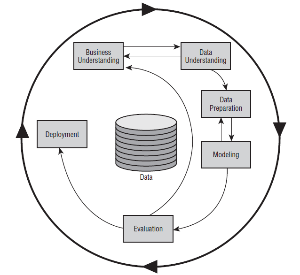 Business
Understanding
Data
Understanding
Data
Preparation
Deployment
Modeling
Data
Evaluation